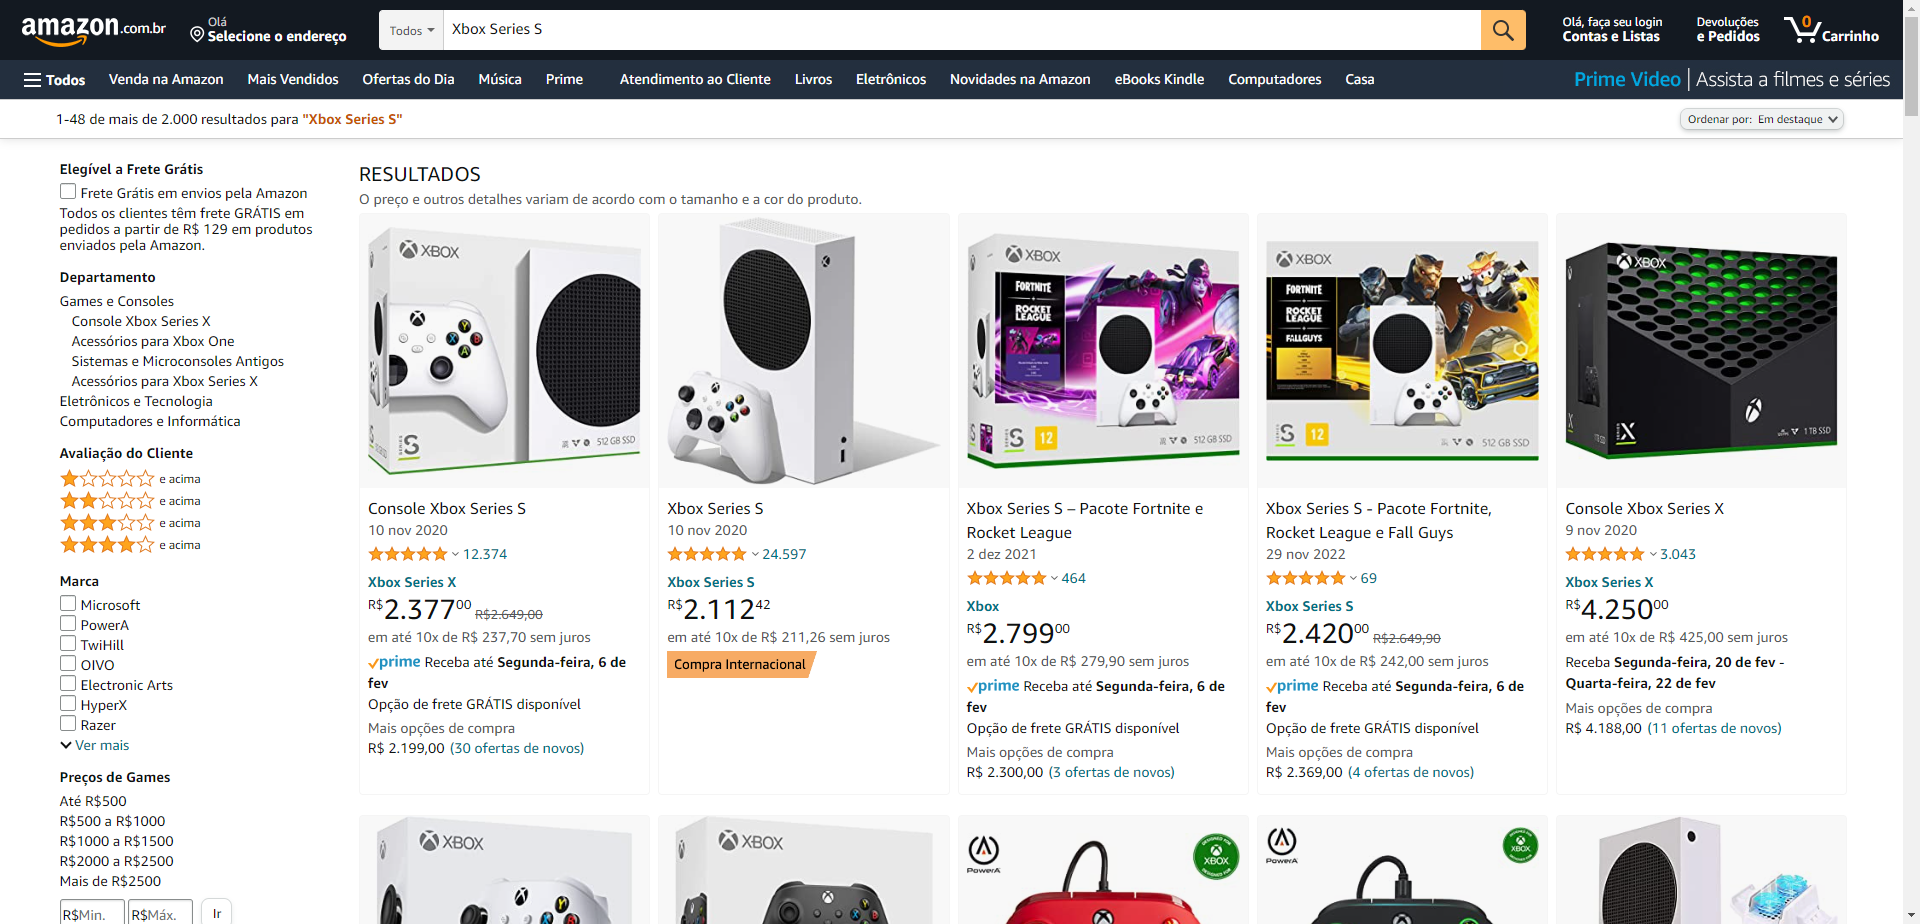 amazon.com.br
Olá
Selecione o endereço
Todos
Xbox Series S
Olá, faça seu login
Contas e Listas
Devoluções
e Pedidos
0
Carrinho
Todos
Venda na Amazon
Mais Vendidos
Ofertas do Dia
Música
Prime
Atendimento ao Cliente
Livros
Eletrônicos
Novidades na Amazon
eBooks Kindle
Computadores
Casa
Prime Video | Assista a filmes e séries
1-48 de mais de 2.000 resultados para "Xbox Series S"
Ordenar por: Em destaque
Elegível a Frete Grátis
Frete Grátis em envios pela Amazon
Todos os clientes têm frete GRÁTIS em
pedidos a partir de R$ 129 em produtos
enviados pela Amazon.
Departamento
Games e Consoles
Console Xbox Series X
Acessórios para Xbox One
Sistemas e Microconsoles Antigos
Acessórios para Xbox Series X
Eletrônicos e Tecnologia
Computadores e Informática
Avaliação do Cliente
e acima
e acima
e acima
e acima
Marca
Microsoft
PowerA
TwiHill
OIVO
Electronic Arts
HyperX
Razer
Ver mais
Preços de Games
Até R$500
R$500 a R$1000
R$1000 a R$1500
R$2000 a R$2500
Mais de R$2500
R$Min.
R$Máx.
Ir
RESULTADOS
O preço e outros detalhes variam de acordo com o tamanho e a cor do produto.
XBOX
Y
X
B
A
SERIES S
512 GB SSD
Console Xbox Series S
10 nov 2020
12.374
Xbox Series X
R$2.37700 R$2.649,00
em até 10x de R$ 237,70 sem juros
prime Receba até Segunda-feira, 6 de
fev
Opção de frete GRÁTIS disponível
Mais opções de compra
R$ 2.199,00 (30 ofertas de novos)
Xbox Series S
10 nov 2020
24.597
Xbox Series S
R$2.11242
em até 10x de R$ 211,26 sem juros
Compra Internacional
XBOX
FORTNITE
ROCKET
LEAGUE
SERIES S
12
512 GB SSD
Xbox Series S – Pacote Fortnite e
Rocket League
2 dez 2021
464
Xbox
R$2.79900
em até 10x de R$ 279,90 sem juros
prime Receba até Segunda-feira, 6 de
fev
Opção de frete GRÁTIS disponível
Mais opções de compra
R$ 2.300,00 (3 ofertas de novos)
XBOX
FORTNITE
ROCKET
LEAGUE
FALL GUYS
SERIES S
12
512 GB SSD
Xbox Series S - Pacote Fortnite,
Rocket League e Fall Guys
29 nov 2022
69
Xbox Series S
R$2.42000 R$2.649,90
em até 10x de R$ 242,00 sem juros
prime Receba até Segunda-feira, 6 de
fev
Opção de frete GRÁTIS disponível
Mais opções de compra
R$ 2.369,00 (4 ofertas de novos)
XBOX
SERIES X
1 TB SSD
Console Xbox Series X
9 nov 2020
3.043
Xbox Series X
R$4.25000
em até 10x de R$ 425,00 sem juros
Receba Segunda-feira, 20 de fev -
Quarta-feira, 22 de fev
Mais opções de compra
R$ 4.188,00 (11 ofertas de novos)
XBOX
XBOX
PowerA
XBOX
PowerA
XBOX